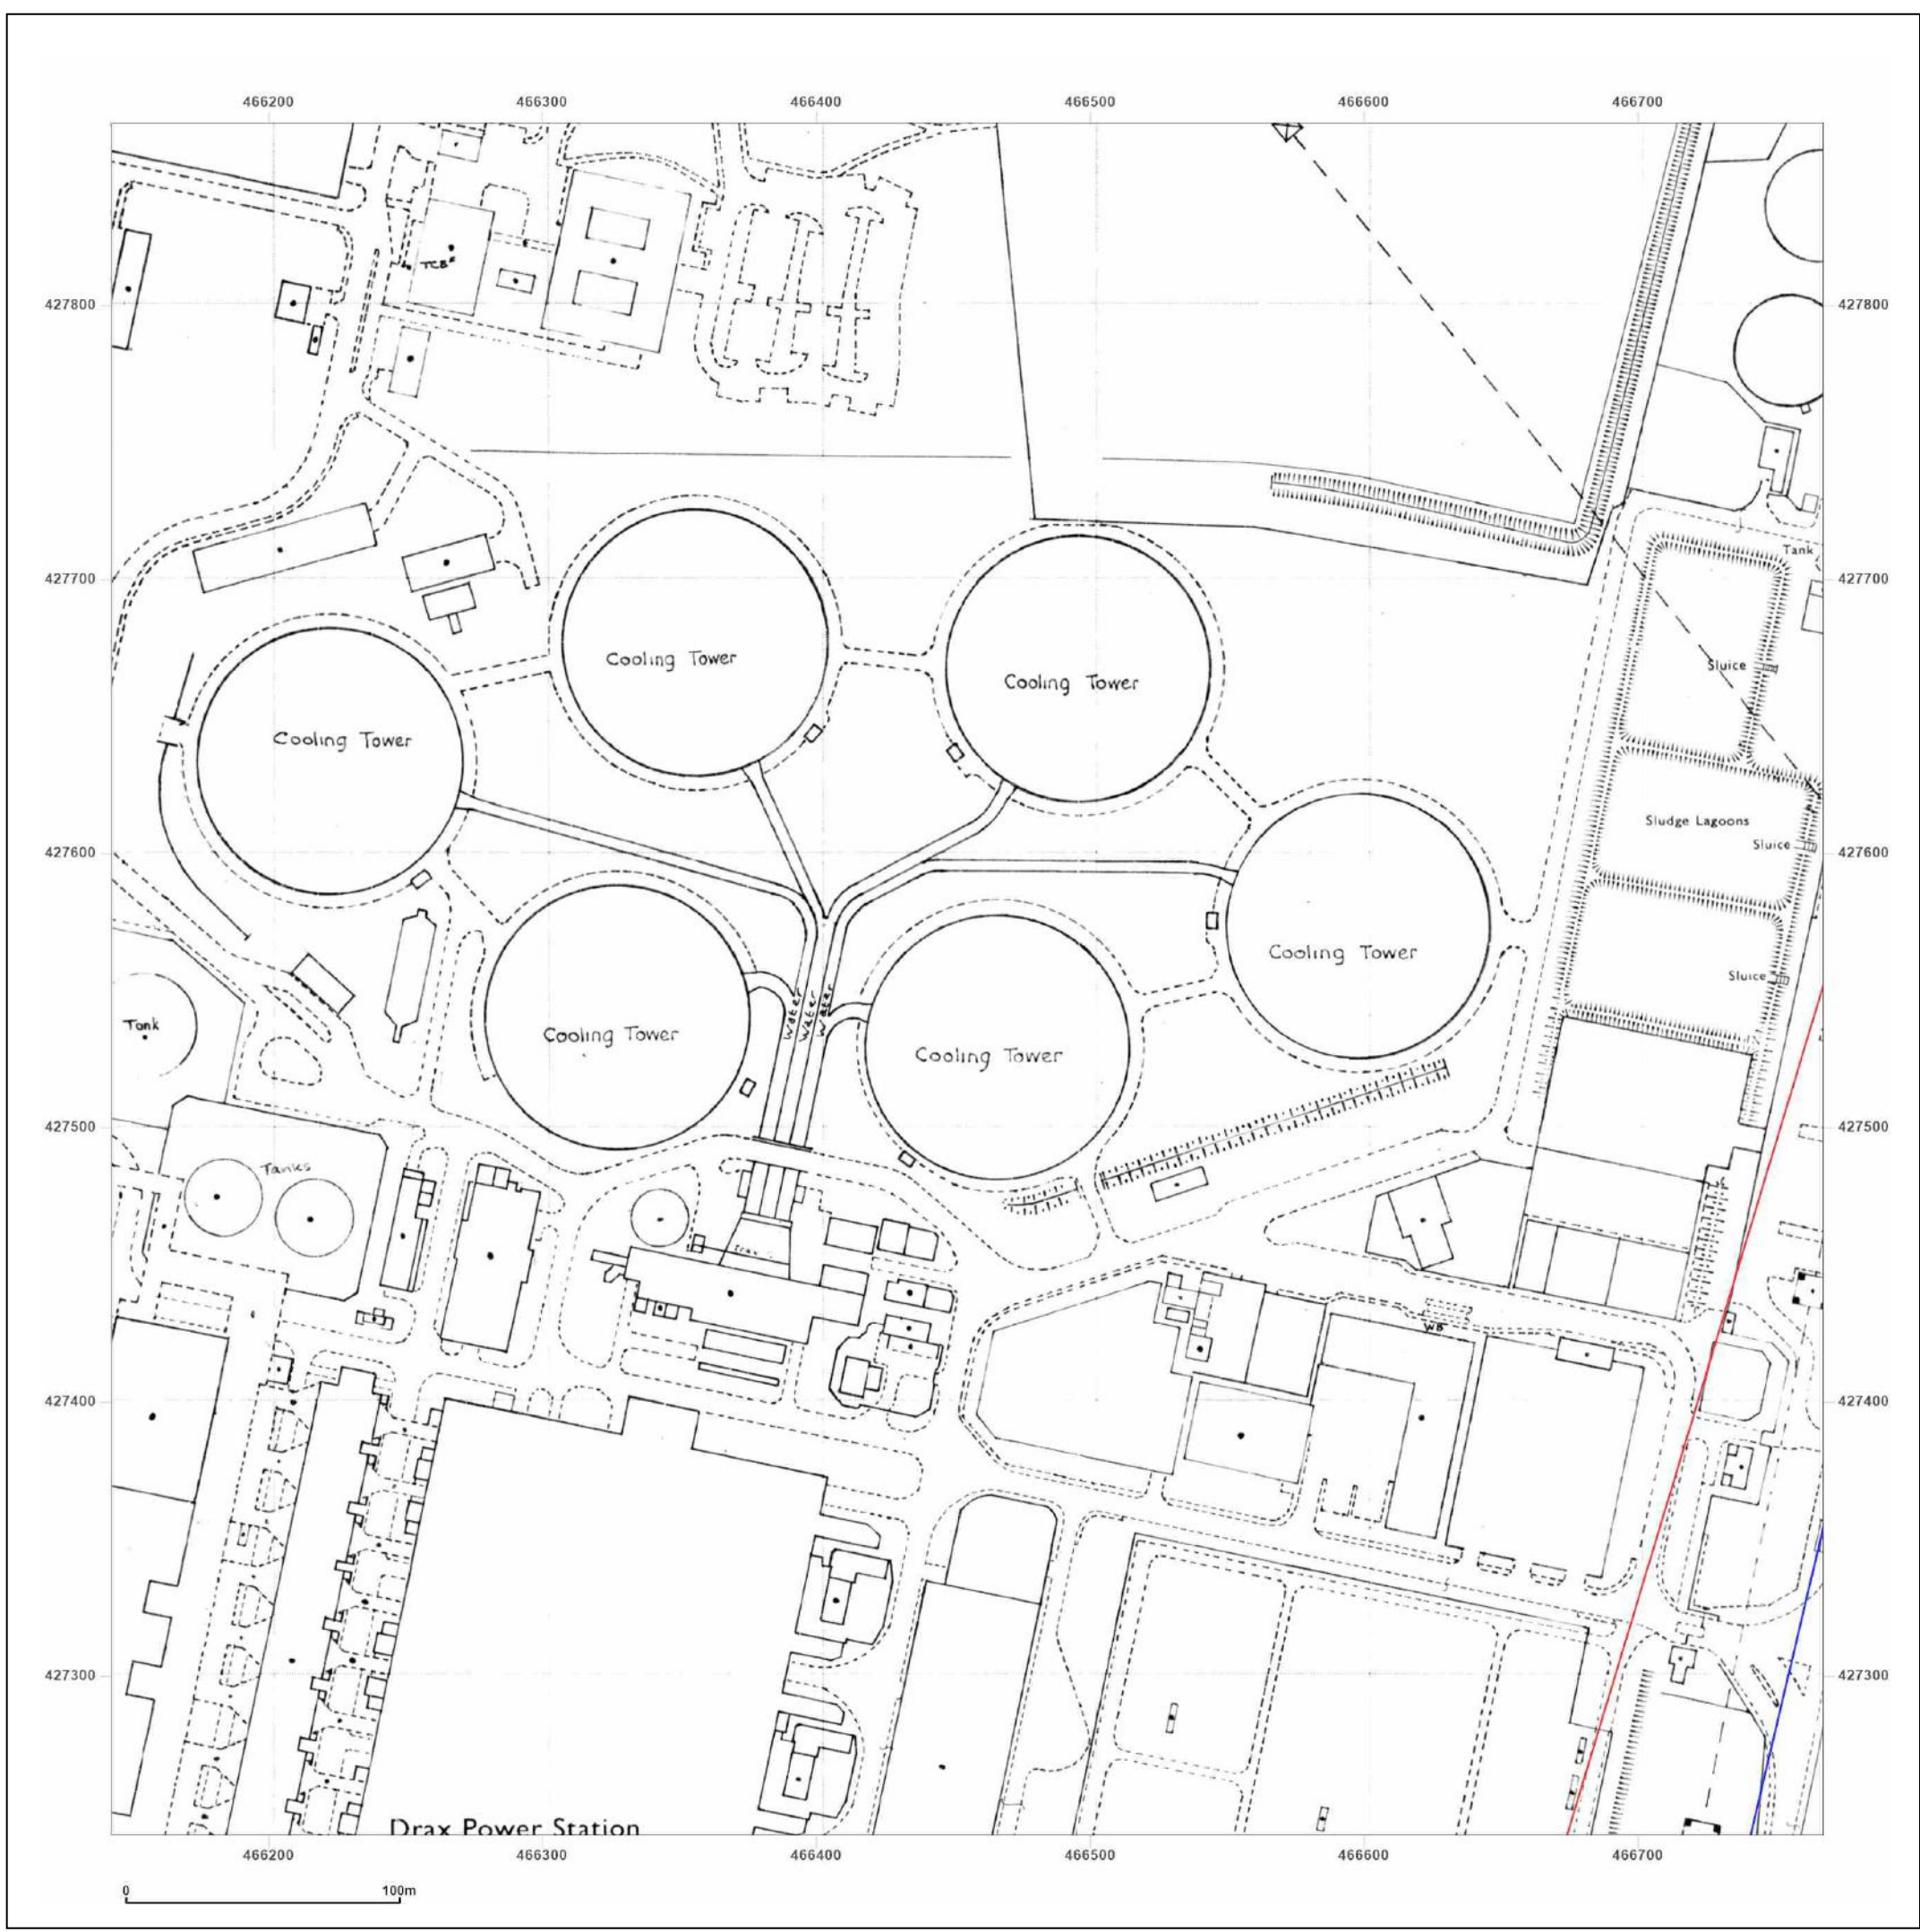 466200 466300 466400 466500 466600 466700
TCB
427800 427800
427700 Tank 427700
Cooling Tower
Sluice
Cooling Tower
Cooling Tower
Sludge Lagoons
Sluice
427600 427600
Cooling Tower
Sluice
Water Water Water
Tank
Cooling Tower
Cooling Tower
427500 427500
Tanks
WB
427400 427400
427300 427300
Drax Power Station
466200 466300 466400 466500 466600 466700
0 100m